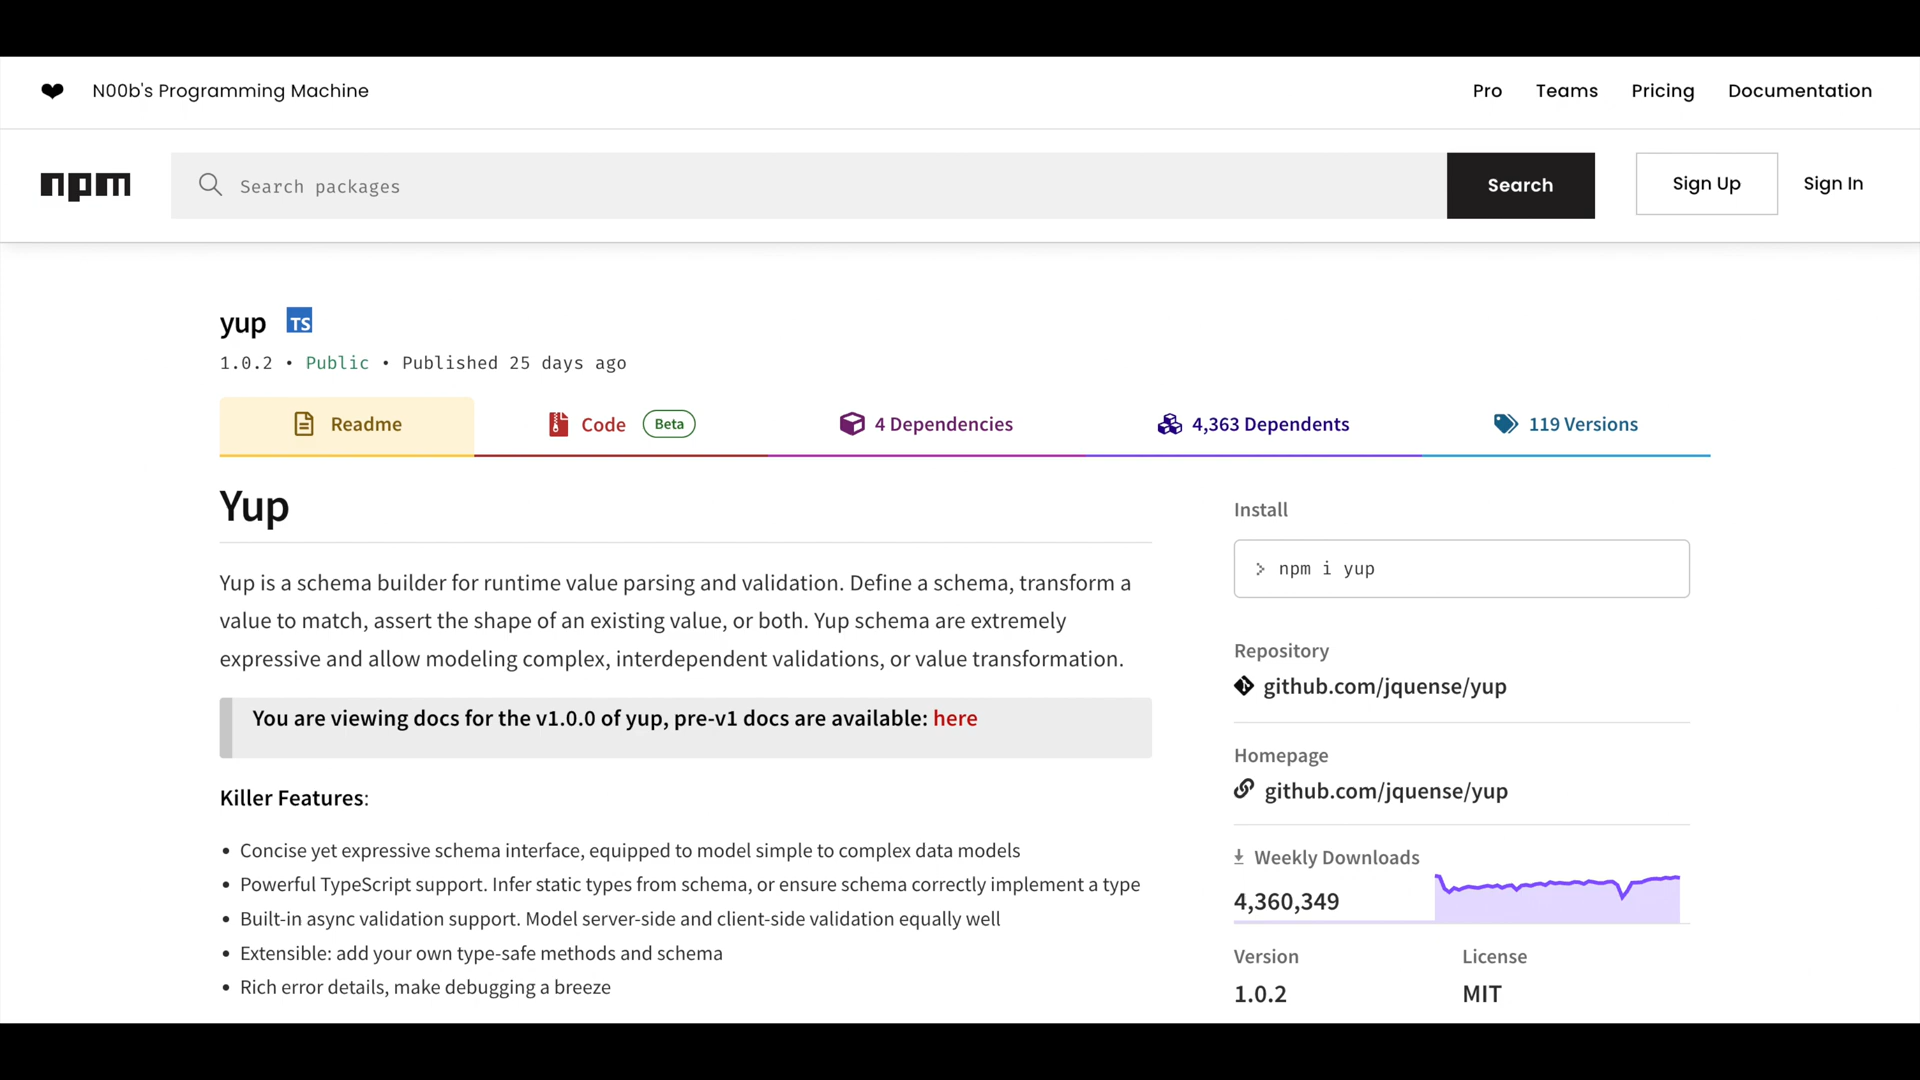 N00b's Programming Machine
Pro
Teams
Pricing
Documentation
npm
Search packages
Search
Sign Up
Sign In
yup TS
1.0.2 • Public • Published 25 days ago
Readme
Code Beta
4 Dependencies
4,363 Dependents
119 Versions
Yup
Yup is a schema builder for runtime value parsing and validation. Define a schema, transform a
value to match, assert the shape of an existing value, or both. Yup schema are extremely
expressive and allow modeling complex, interdependent validations, or value transformation.
You are viewing docs for the v1.0.0 of yup, pre-v1 docs are available: here
Killer Features:
• Concise yet expressive schema interface, equipped to model simple to complex data models
• Powerful TypeScript support. Infer static types from schema, or ensure schema correctly implement a type
• Built-in async validation support. Model server-side and client-side validation equally well
• Extensible: add your own type-safe methods and schema
• Rich error details, make debugging a breeze
Install
> npm i yup
Repository
github.com/jquense/yup
Homepage
github.com/jquense/yup
Weekly Downloads
4,360,349
Version
1.0.2
License
MIT